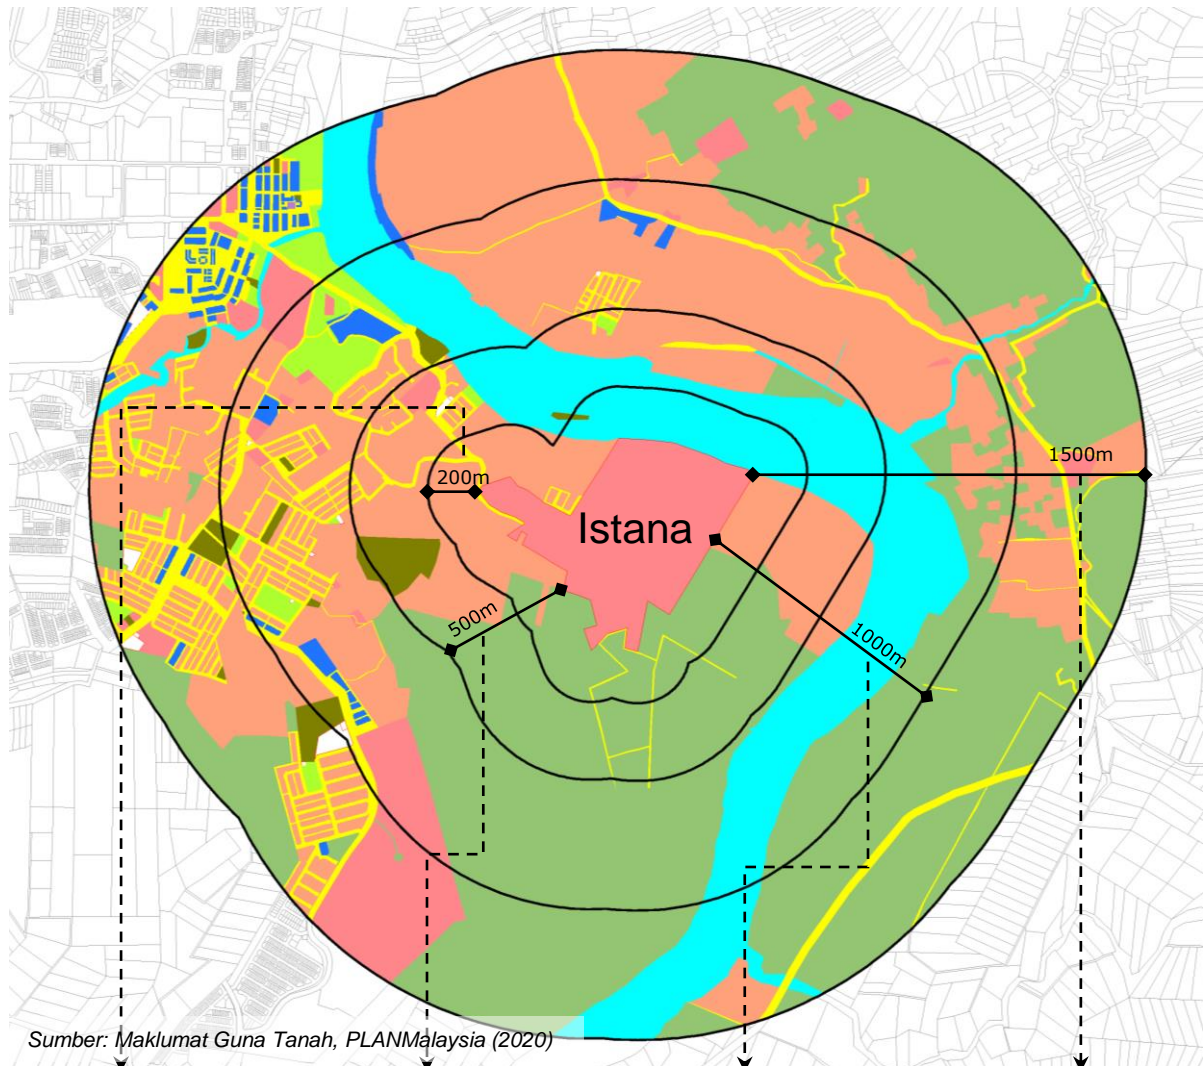 1500m
200m
Istana
500m
1000m
Sumber: Maklumat Guna Tanah, PLANMalaysia (2020)